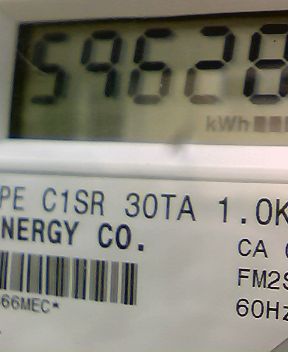 59628
kWh
PE C1SR 30TA 1.0K
NERGY CO.
CA
FM2S
66MEC*
60Hz